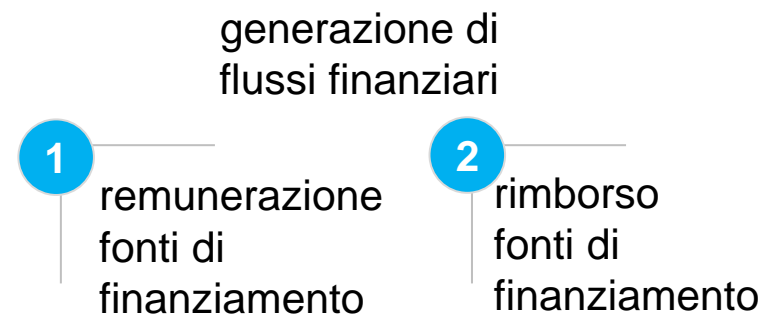 generazione di
flussi finanziari
1
remunerazione
fonti di
finanziamento
2
rimborso
fonti di
finanziamento